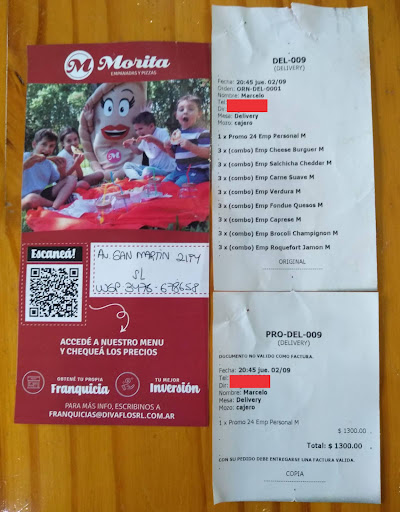 M Morita
EMPANADAS Y PIZZAS
M
Escaneá!
AV. SAN MARTIN 2174
SL
WSP 3476-678658
ACCEDÉ A NUESTRO MENU
Y CHEQUEÁ LOS PRECIOS
OBTENÉ TU PROPIA
Franquicia
TU MEJOR
Inversión
PARA MÁS INFO, ESCRIBINOS A
FRANQUICIAS@DIVAFLOSRL.COM.AR
DEL-009
(DELIVERY)
Fecha: 20:45 jue. 02/09
Orden: ORN-DEL-0001
Nombre: Marcelo
Tel:
Dir:
Mesa: Delivery
Mozo: cajero
1 x Promo 24 Emp Personal M
3 x (combo) Emp Cheese Burguer M
3 x (combo) Emp Salchicha Cheddar M
3 x (combo) Emp Carne Suave M
3 x (combo) Emp Verdura M
3 x (combo) Emp Fondue Quesos M
3 x (combo) Emp Caprese M
3 x (combo) Emp Brocoli Champignon M
3 x (combo) Emp Roquefort Jamon M
ORIGINAL
PRO-DEL-009
(DELIVERY)
DOCUMENTO NO VALIDO COMO FACTURA.
Fecha: 20:45 jue. 02/09
Tel:
Dir:
Nombre: Marcelo
Mesa: Delivery
Mozo: cajero
1 x Promo 24 Emp Personal M
$ 1300.00
Total: $ 1300.00
CON SU PEDIDO DEBE ENTREGARSE UNA FACTURA VALIDA.
COPIA